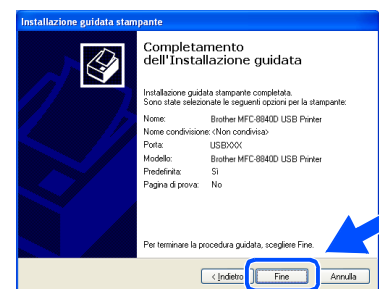 Installazione guidata stampante
Completamento
dell'Installazione guidata
Installazione guidata stampante completata.
Sono state selezionate le seguenti opzioni per la stampante:
Nome: Brother MFC-8840D USB Printer
Nome condivisione: <Non condivisa>
Porta: USBXXX
Modello: Brother MFC-8840D USB Printer
Predefinita: Sì
Pagina di prova: No
Per terminare la procedura guidata, scegliere Fine.
< Indietro Fine Annulla